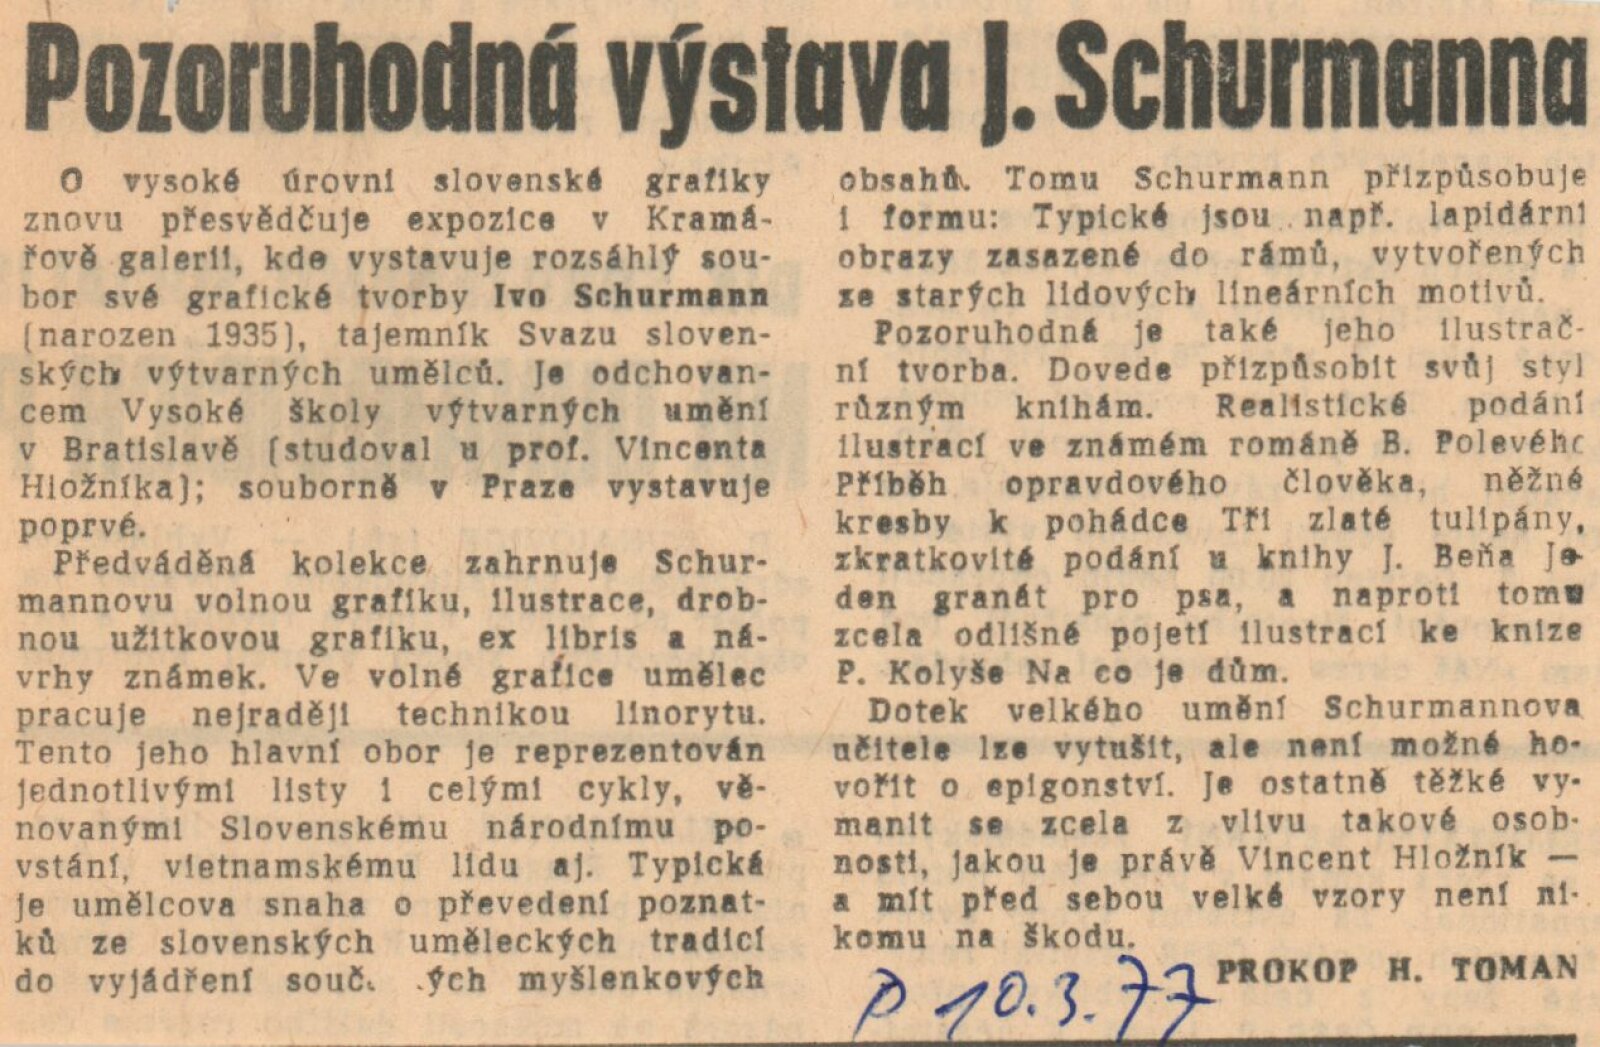 Pozoruhodná výstava J. Schurmanna
O vysoké úrovni slovenské grafiky
znovu přesvědčuje expozice v Kramá-
řově galerii, kde vystavuje rozsáhlý sou-
bor své grafické tvorby Ivo Schurmann
(narozen 1935), tajemník Svazu sloven-
ských výtvarných umělců. Je odchovan-
cem Vysoké školy výtvarných umění
v Bratislavě (studoval u prof. Vincenta
Hložníka); souborně v Praze vystavuje
poprvé.
Předváděná kolekce zahrnuje Schur-
mannovu volnou grafiku, ilustrace, drob-
nou užitkovou grafiku, ex libris a ná-
vrhy známek. Ve volné grafice umělec
pracuje nejraději technikou linorytu.
Tento jeho hlavní obor je reprezentován
jednotlivými listy i celými cykly, vě-
novanými Slovenskému národnímu po-
vstání, vietnamskému lidu aj. Typická
je umělcova snaha o převedení poznat-
ků ze slovenských uměleckých tradicí
do vyjádření myšlenkových
obsahů. Tomu Schurmann přizpůsobuje
i formu: Typické jsou např. lapidární
obrazy zasazené do rámů, vytvořených
ze starých lidových lineárních motivů.
Pozoruhodná je také jeho ilustrač-
ní tvorba. Dovede přizpůsobit svůj styl
různým knihám. Realistické podání
ilustrací ve známém románě B. Polevého
Příběh opravdového člověka, něžné
kresby k pohádce Tři zlaté tulipány,
zkratkovité podání u knihy J. Beňa Je-
den granát pro psa, a naproti tomu
zcela odlišné pojetí ilustrací ke knize
P. Kolyše Na co je dům.
Dotek velkého umění Schurmannova
učitele lze vytušit, ale není možné ho-
vořit o epigonství. Je ostatně těžké vy-
manit se zcela z vlivu takové osob-
nosti, jakou je právě Vincent Hložník —
a mít před sebou velké vzory není ni-
komu na škodu.
PROKOP H. TOMAN
P 10.3.77